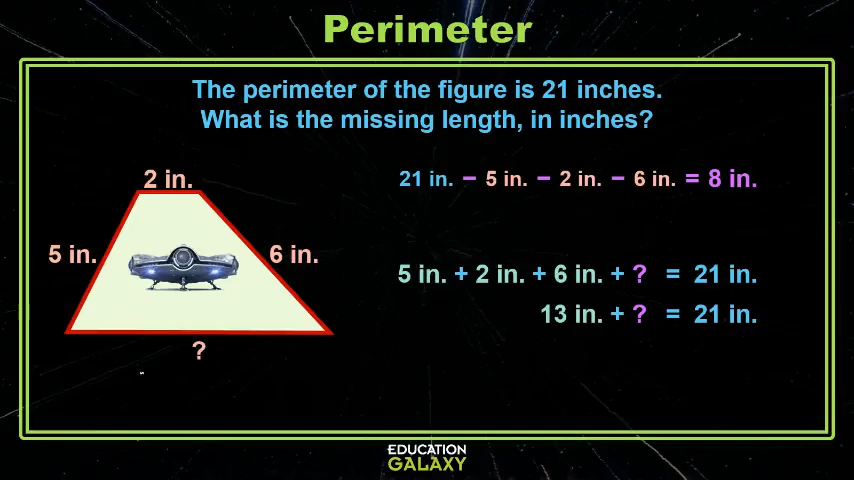 Perimeter
The perimeter of the figure is 21 inches.
What is the missing length, in inches?
2 in.
21 in. − 5 in. − 2 in. − 6 in. = 8 in.
5 in.
6 in.
5 in. + 2 in. + 6 in. + ? = 21 in.
13 in. + ? = 21 in.
?
EDUCATION
GALAXY